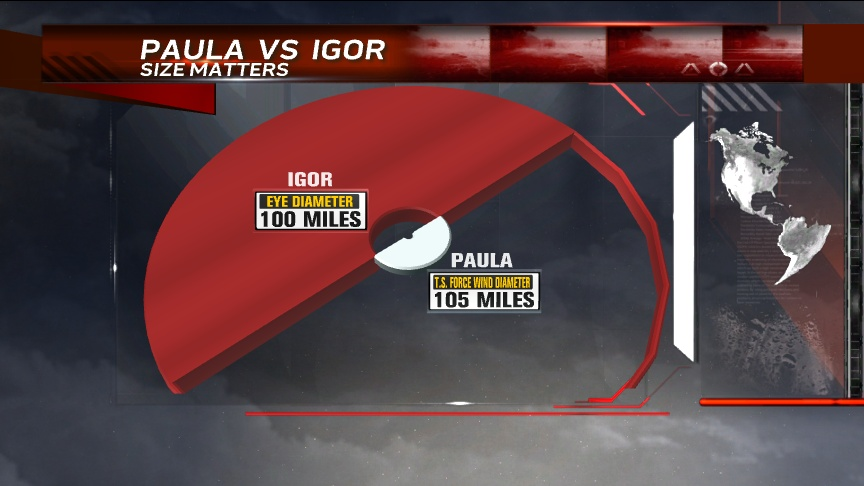 PAULA VS IGOR
SIZE MATTERS
IGOR
EYE DIAMETER
100 MILES
PAULA
T.S. FORCE WIND DIAMETER
105 MILES